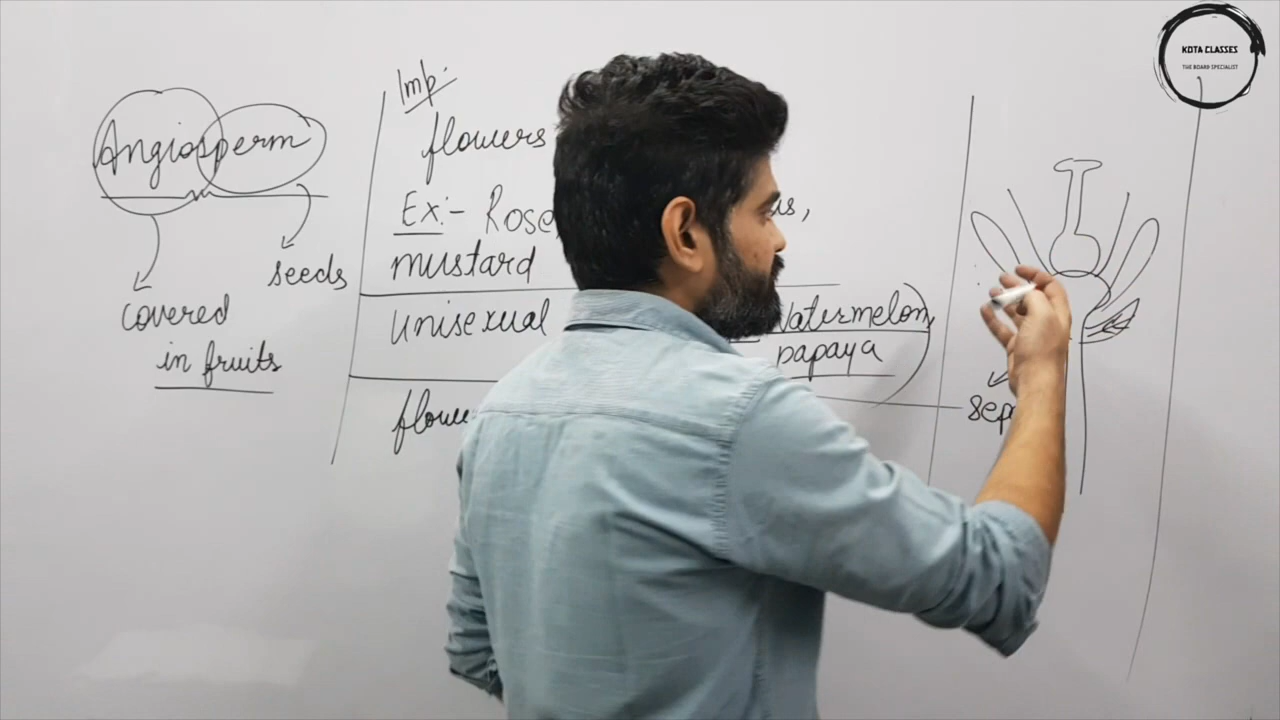 KOTA CLASSES
THE BOARD SPECIALIST
Angiosperm
seeds
covered
in fruits
Imp.
flowers
Ex:- Rose
mustard
unisexual
Watermelon,
papaya